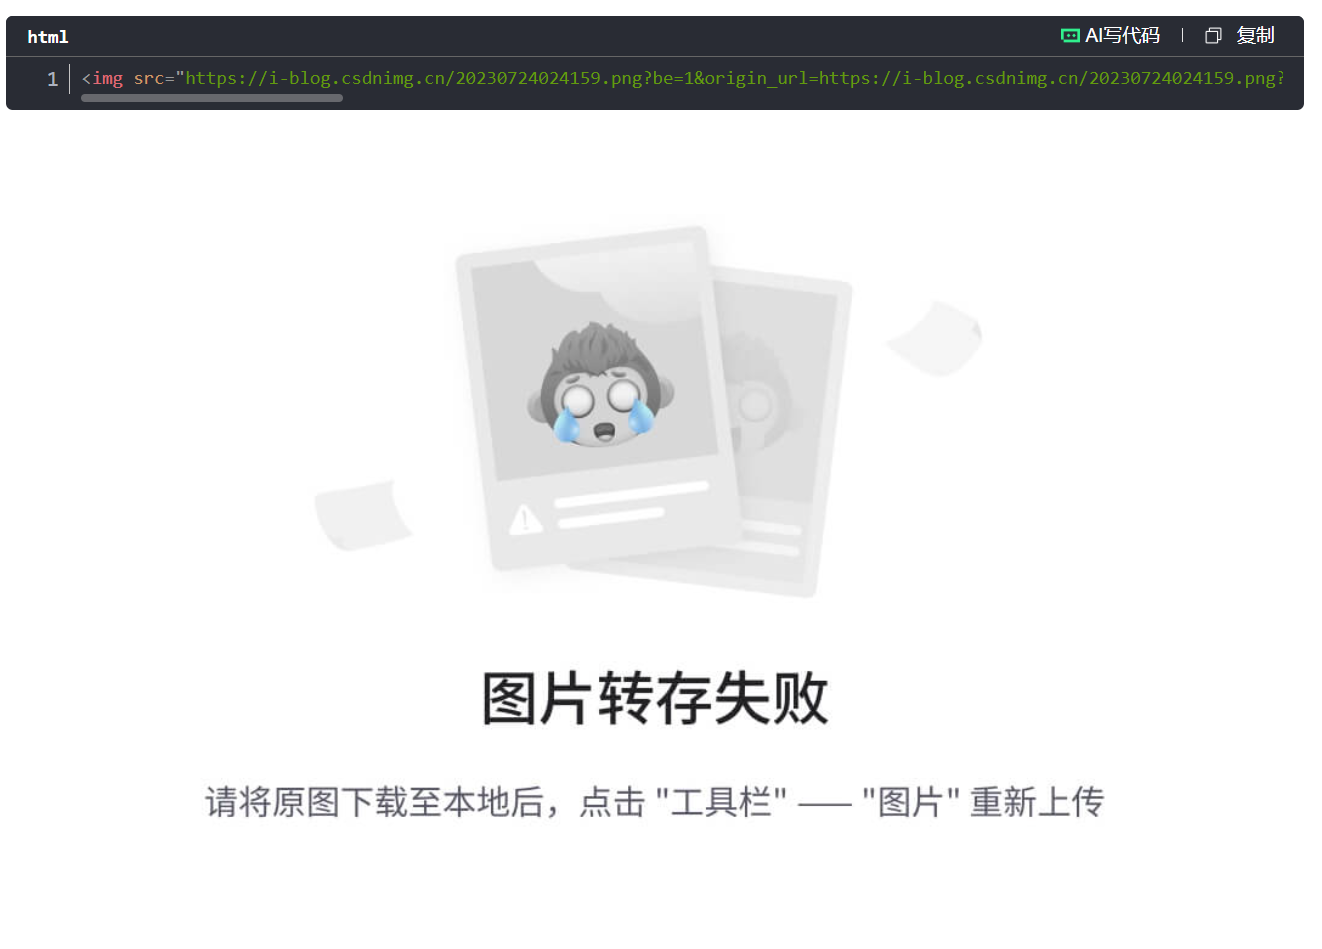 html
AI写代码 | 复制
1 <img src="https://i-blog.csdnimg.cn/20230724024159.png?be=1&origin_url=https://i-blog.csdnimg.cn/20230724024159.png?
图片转存失败
请将原图下载至本地后，点击 "工具栏" —— "图片" 重新上传